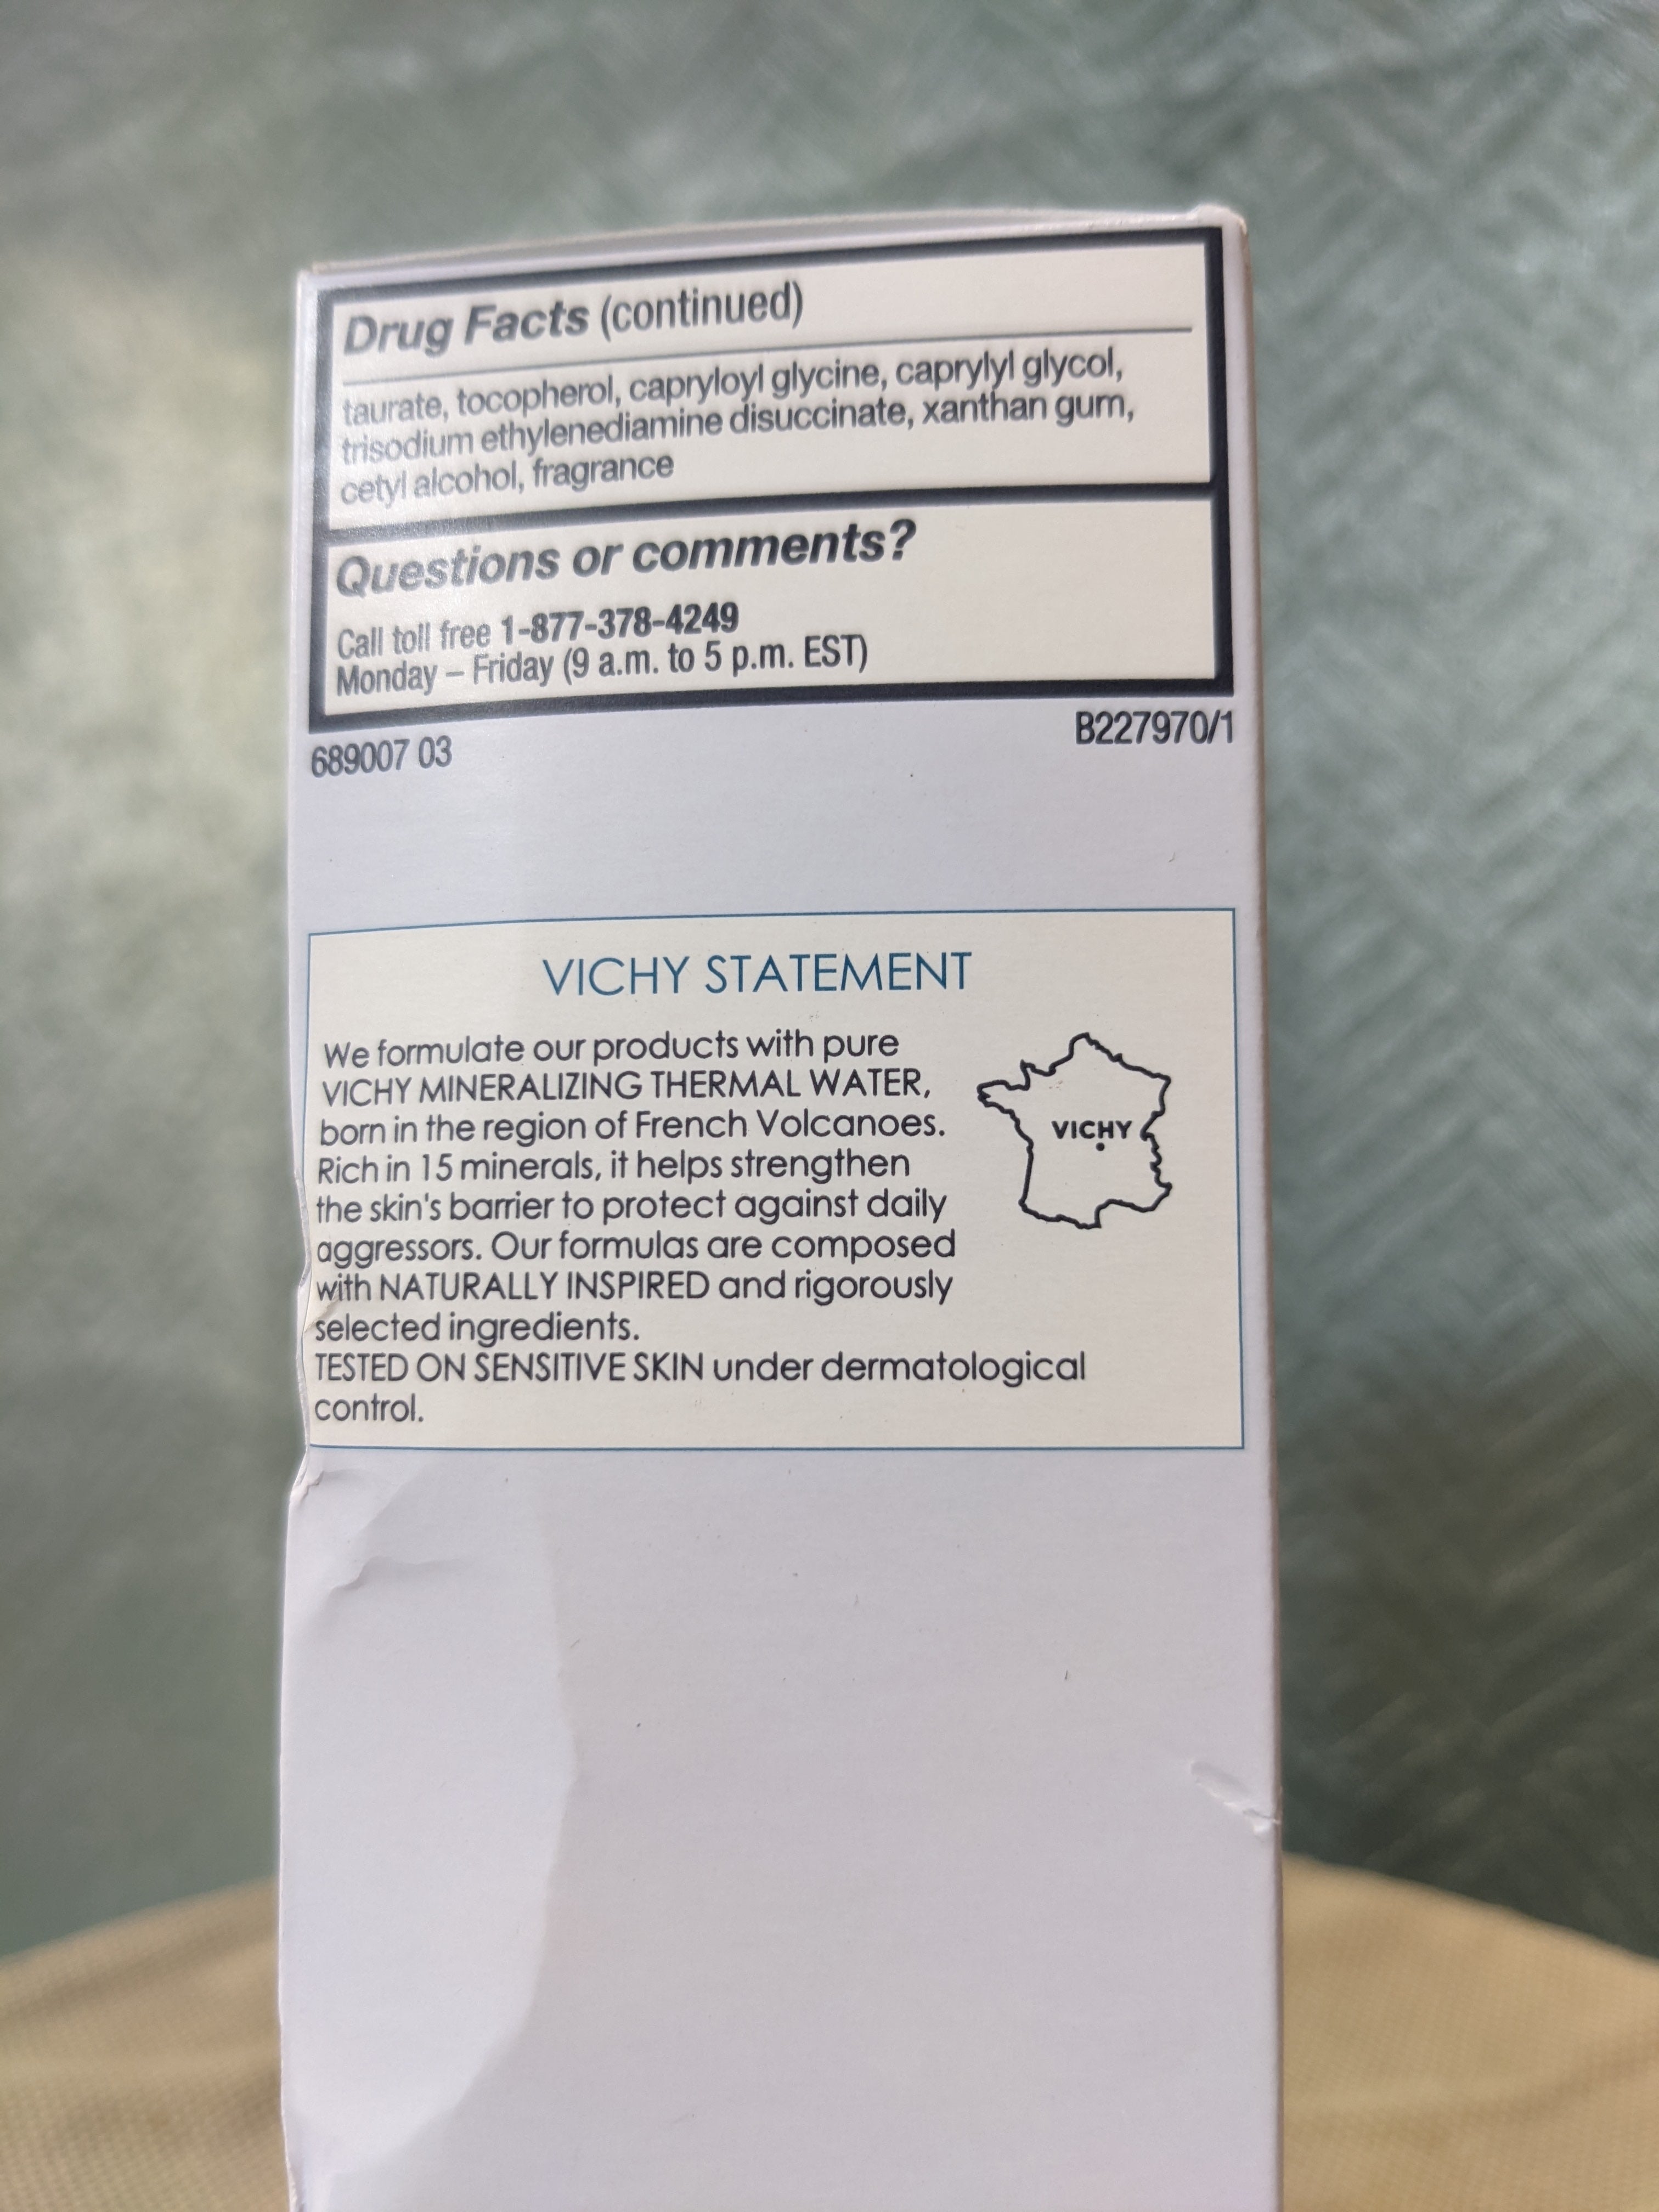 Drug Facts (continued)
taurate, tocopherol, capryloyl glycine, caprylyl glycol,
trisodium ethylenediamine disuccinate, xanthan gum,
cetyl alcohol, fragrance
Questions or comments?
Call toll free 1-877-378-4249
Monday – Friday (9 a.m. to 5 p.m. EST)
689007 03
B227970/1
VICHY STATEMENT
We formulate our products with pure
VICHY MINERALIZING THERMAL WATER,
born in the region of French Volcanoes.
Rich in 15 minerals, it helps strengthen
the skin's barrier to protect against daily
aggressors. Our formulas are composed
with NATURALLY INSPIRED and rigorously
selected ingredients.
TESTED ON SENSITIVE SKIN under dermatological
control.
VICHY